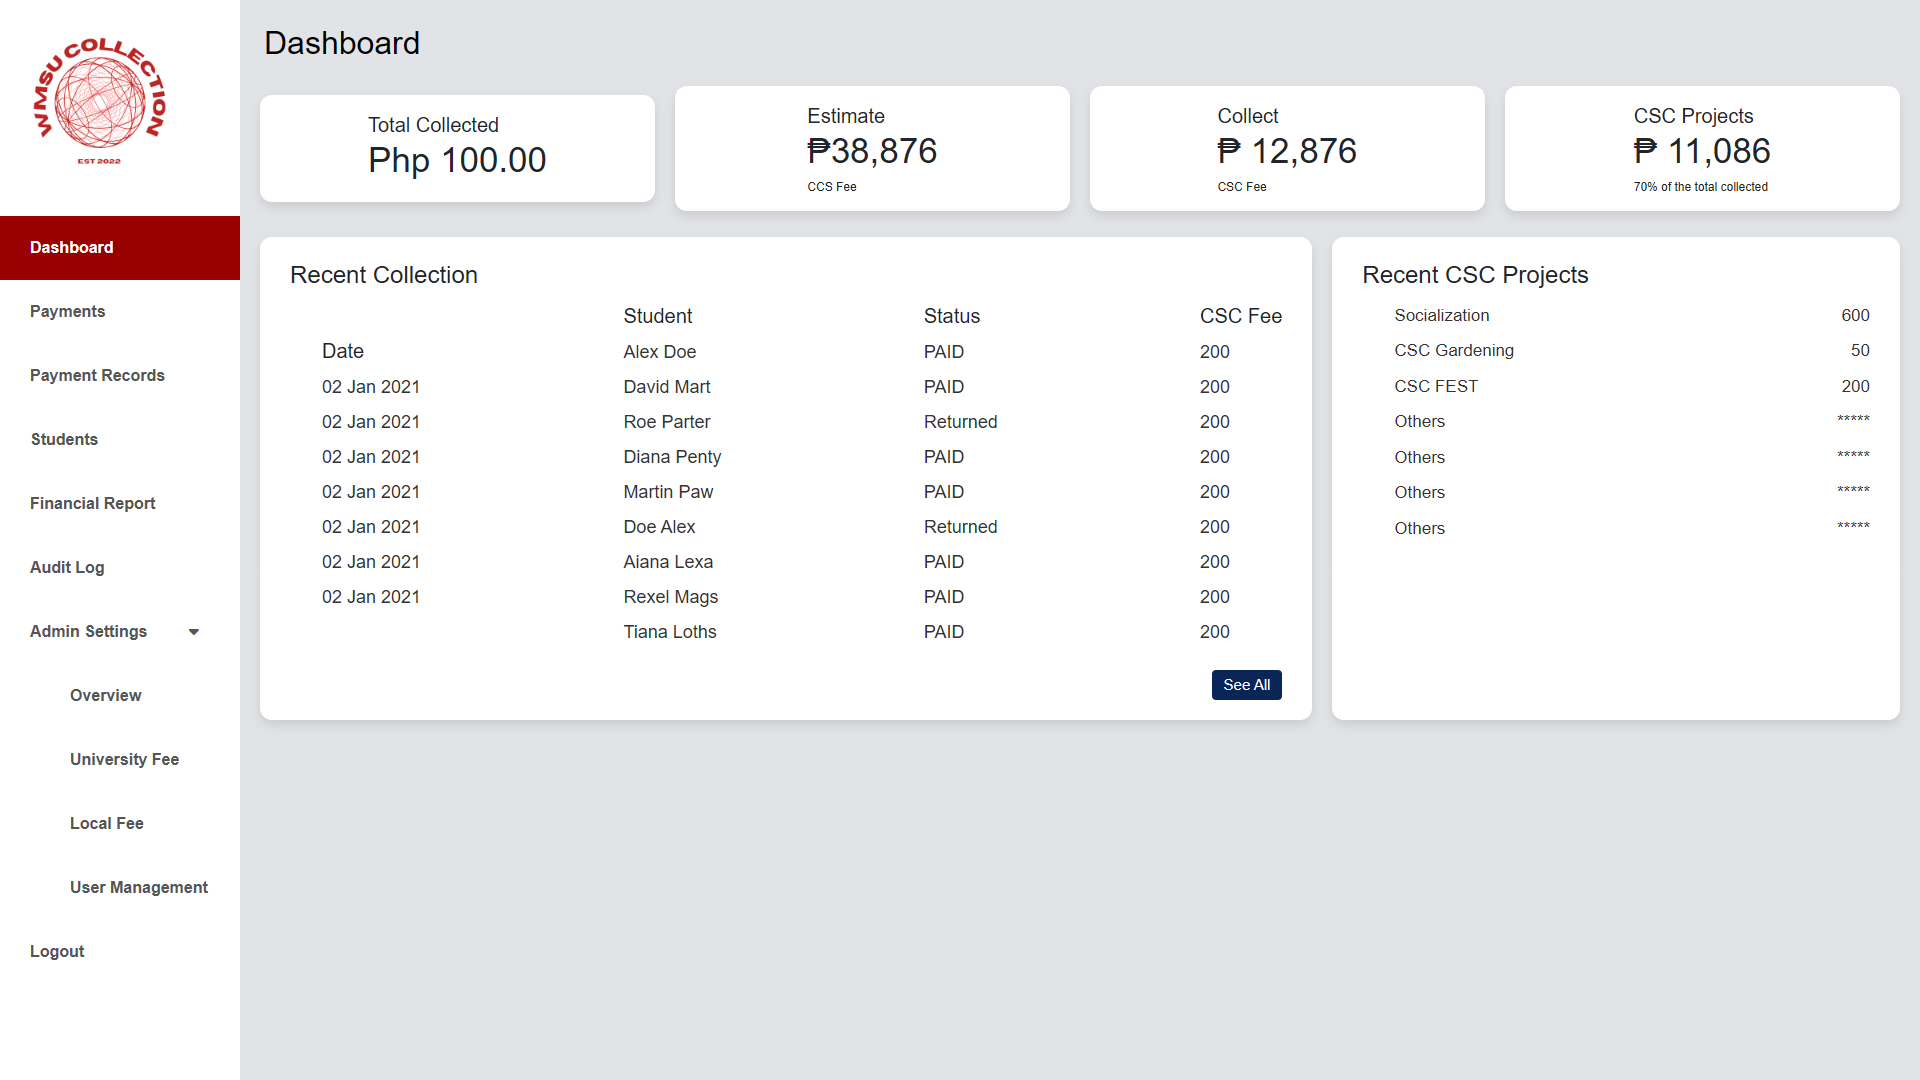 WMSU COLLECTION
EST 2022
Dashboard
Payments
Payment Records
Students
Financial Report
Audit Log
Admin Settings
Overview
University Fee
Local Fee
User Management
Logout
Dashboard
Total Collected
Php 100.00
Estimate
₱38,876
CCS Fee
Collect
₱ 12,876
CSC Fee
CSC Projects
₱ 11,086
70% of the total collected
Recent Collection
Student Status CSC Fee
Date Alex Doe PAID 200
02 Jan 2021 David Mart PAID 200
02 Jan 2021 Roe Parter Returned 200
02 Jan 2021 Diana Penty PAID 200
02 Jan 2021 Martin Paw PAID 200
02 Jan 2021 Doe Alex Returned 200
02 Jan 2021 Aiana Lexa PAID 200
02 Jan 2021 Rexel Mags PAID 200
Tiana Loths PAID 200
See All
Recent CSC Projects
Socialization 600
CSC Gardening 50
CSC FEST 200
Others *****
Others *****
Others *****
Others *****